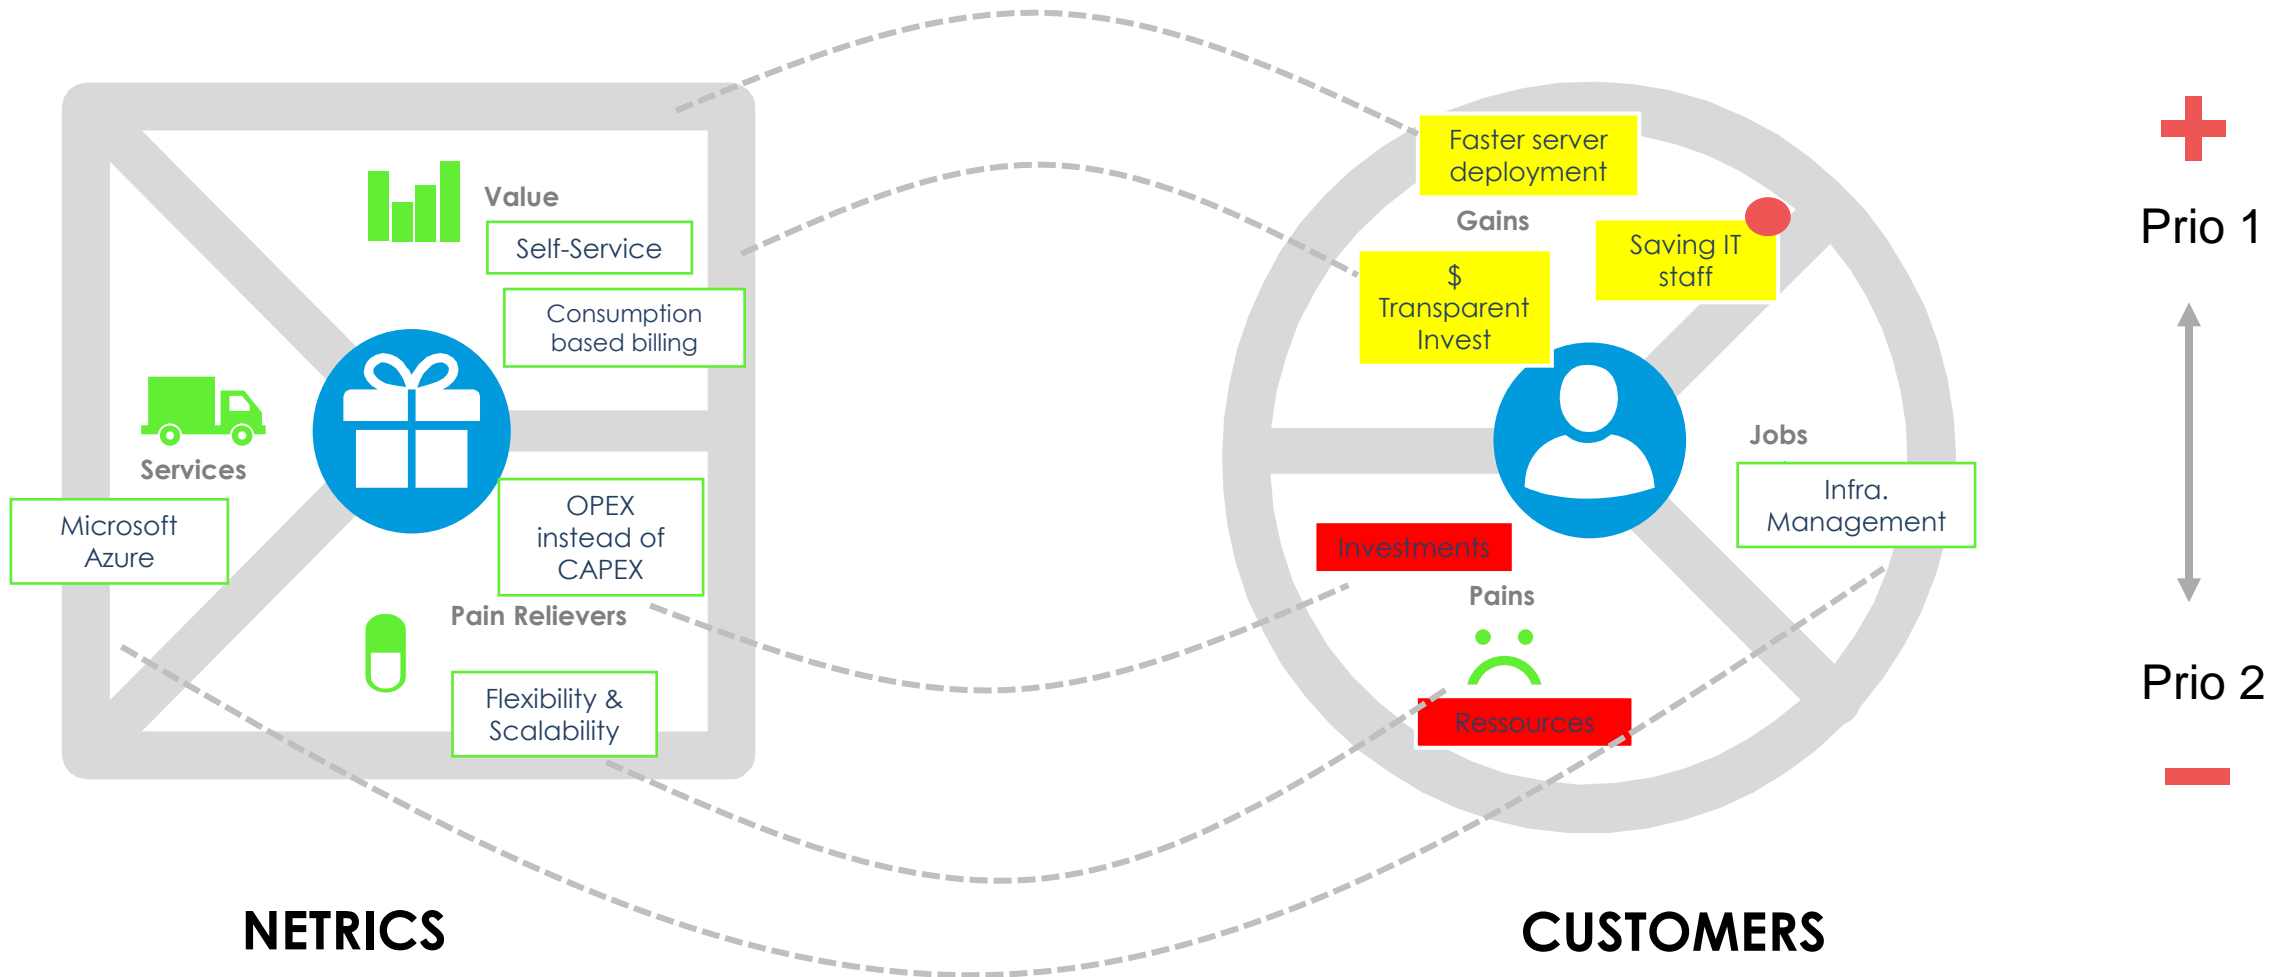 Value
Self-Service
Consumption
based billing
Services
Microsoft
Azure
OPEX
instead of
CAPEX
Pain Relievers
Flexibility &
Scalability
NETRICS
Faster server
deployment
Gains
Saving IT
staff
$
Transparent
Invest
Jobs
Infra.
Management
Investments
Pains
Ressources
CUSTOMERS
Prio 1
Prio 2